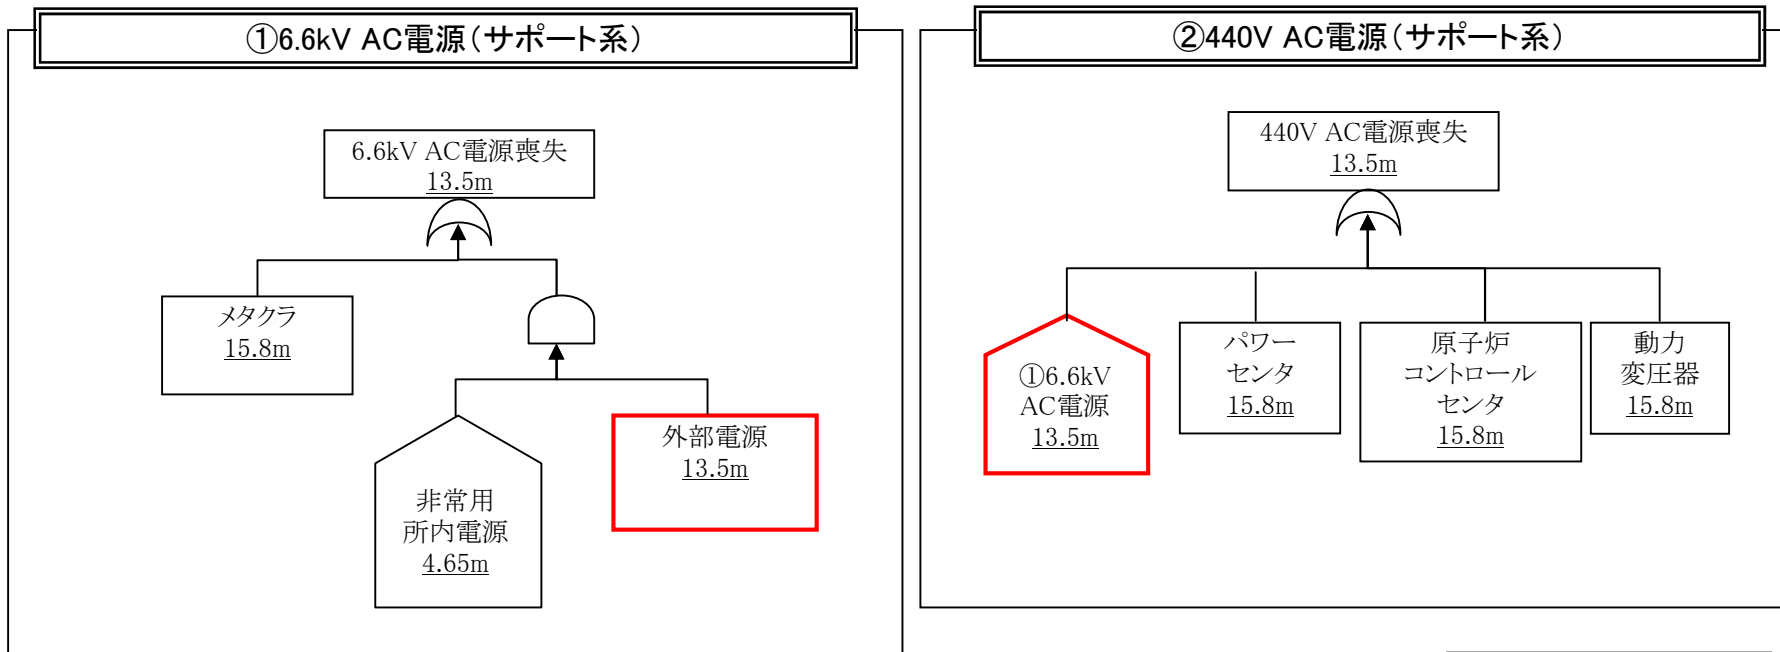 ①6.6kV AC電源(サポート系)
6.6kV AC電源喪失
13.5m
メタクラ
15.8m
外部電源
13.5m
非常用
所内電源
4.65m
②440V AC電源(サポート系)
440V AC電源喪失
13.5m
①6.6kV
AC電源
13.5m
パワー
センタ
15.8m
原子炉
コントロール
センタ
15.8m
動力
変圧器
15.8m